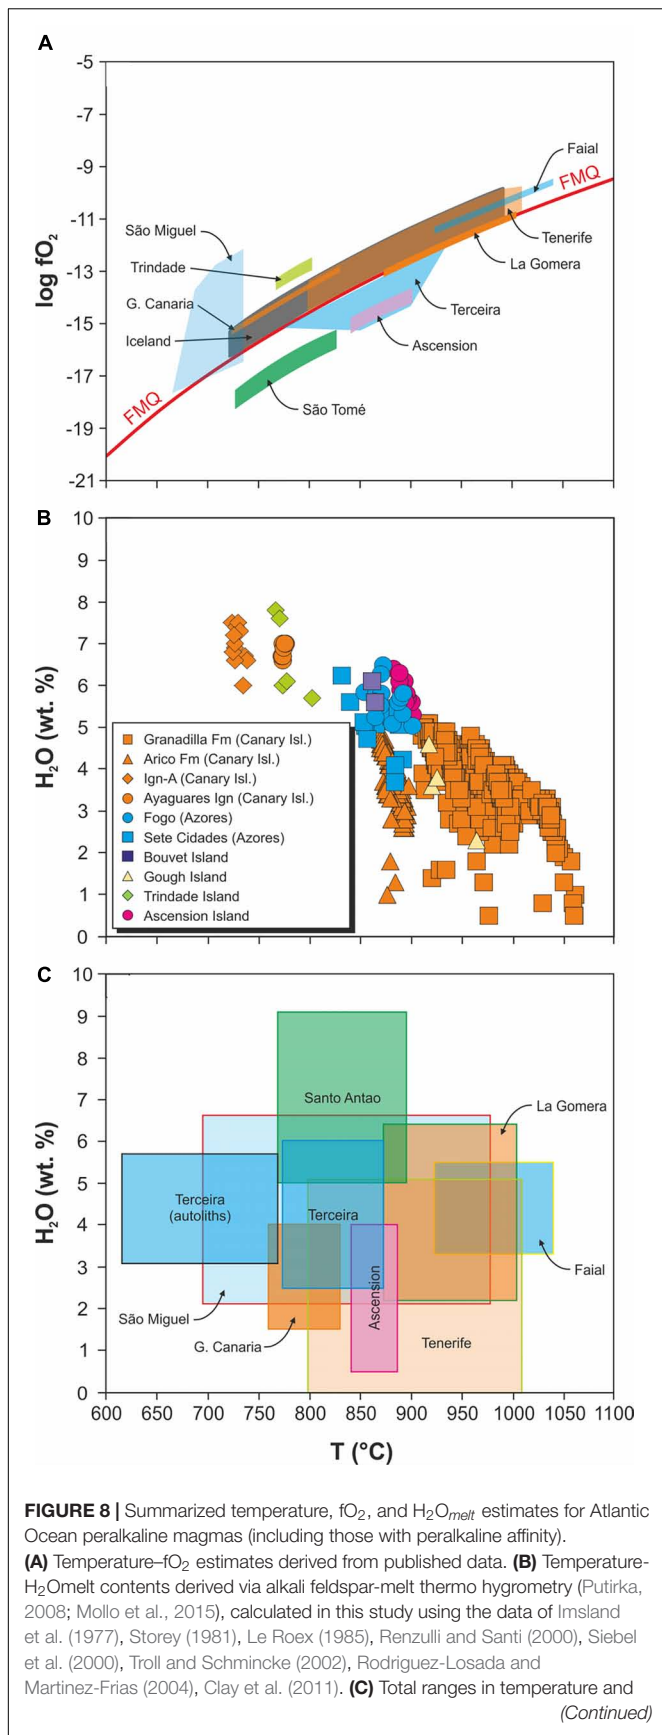 A
-5
-7
-9
-11
-13
-15
-17
-19
-21
log fO2
Faial
FMQ
São Miguel
Tenerife
Trindade
La Gomera
G. Canaria
Terceira
Iceland
Ascension
FMQ
São Tomé
B
10
9
8
7
6
5
4
3
2
1
0
H2O (wt. %)
Granadilla Fm (Canary Isl.)
Arico Fm (Canary Isl.)
Ign-A (Canary Isl.)
Ayaguares Ign (Canary Isl.)
Fogo (Azores)
Sete Cidades (Azores)
Bouvet Island
Gough Island
Trindade Island
Ascension Island
C
10
9
8
7
6
5
4
3
2
1
0
H2O (wt. %)
Santo Antao
La Gomera
Terceira
(autoliths)
Terceira
Faial
Ascension
São Miguel
G. Canaria
Tenerife
600 650 700 750 800 850 900 950 1000 1050 1100
T (°C)
FIGURE 8 | Summarized temperature, fO2, and H2Omelt estimates for Atlantic
Ocean peralkaline magmas (including those with peralkaline affinity).
(A) Temperature–fO2 estimates derived from published data. (B) Temperature-
H2Omelt contents derived via alkali feldspar-melt thermo hygrometry (Putirka,
2008; Mollo et al., 2015), calculated in this study using the data of Imsland
et al. (1977), Storey (1981), Le Roex (1985), Renzulli and Santi (2000), Siebel
et al. (2000), Troll and Schmincke (2002), Rodriguez-Losada and
Martinez-Frias (2004), Clay et al. (2011). (C) Total ranges in temperature and
(Continued)